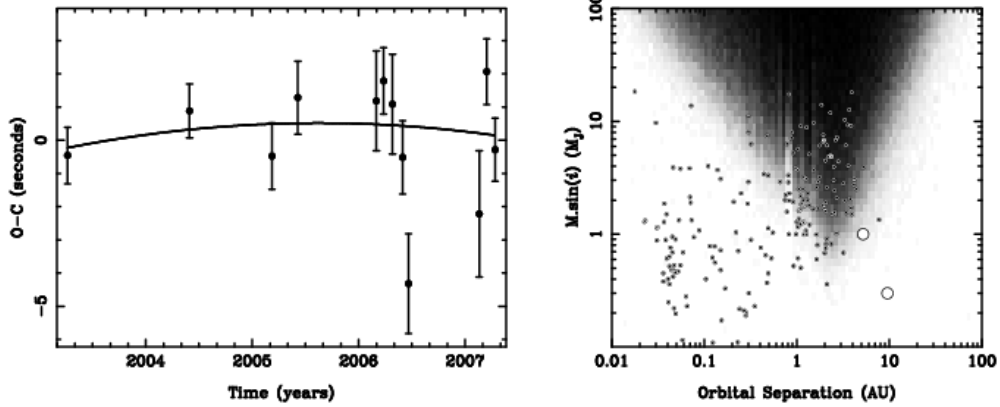 0
−5
O−C (seconds)
2004 2005 2006 2007
Time (years)
100
10
1
M.sin(i) (M_J)
0.01 0.1 1 10 100
Orbital Separation (AU)